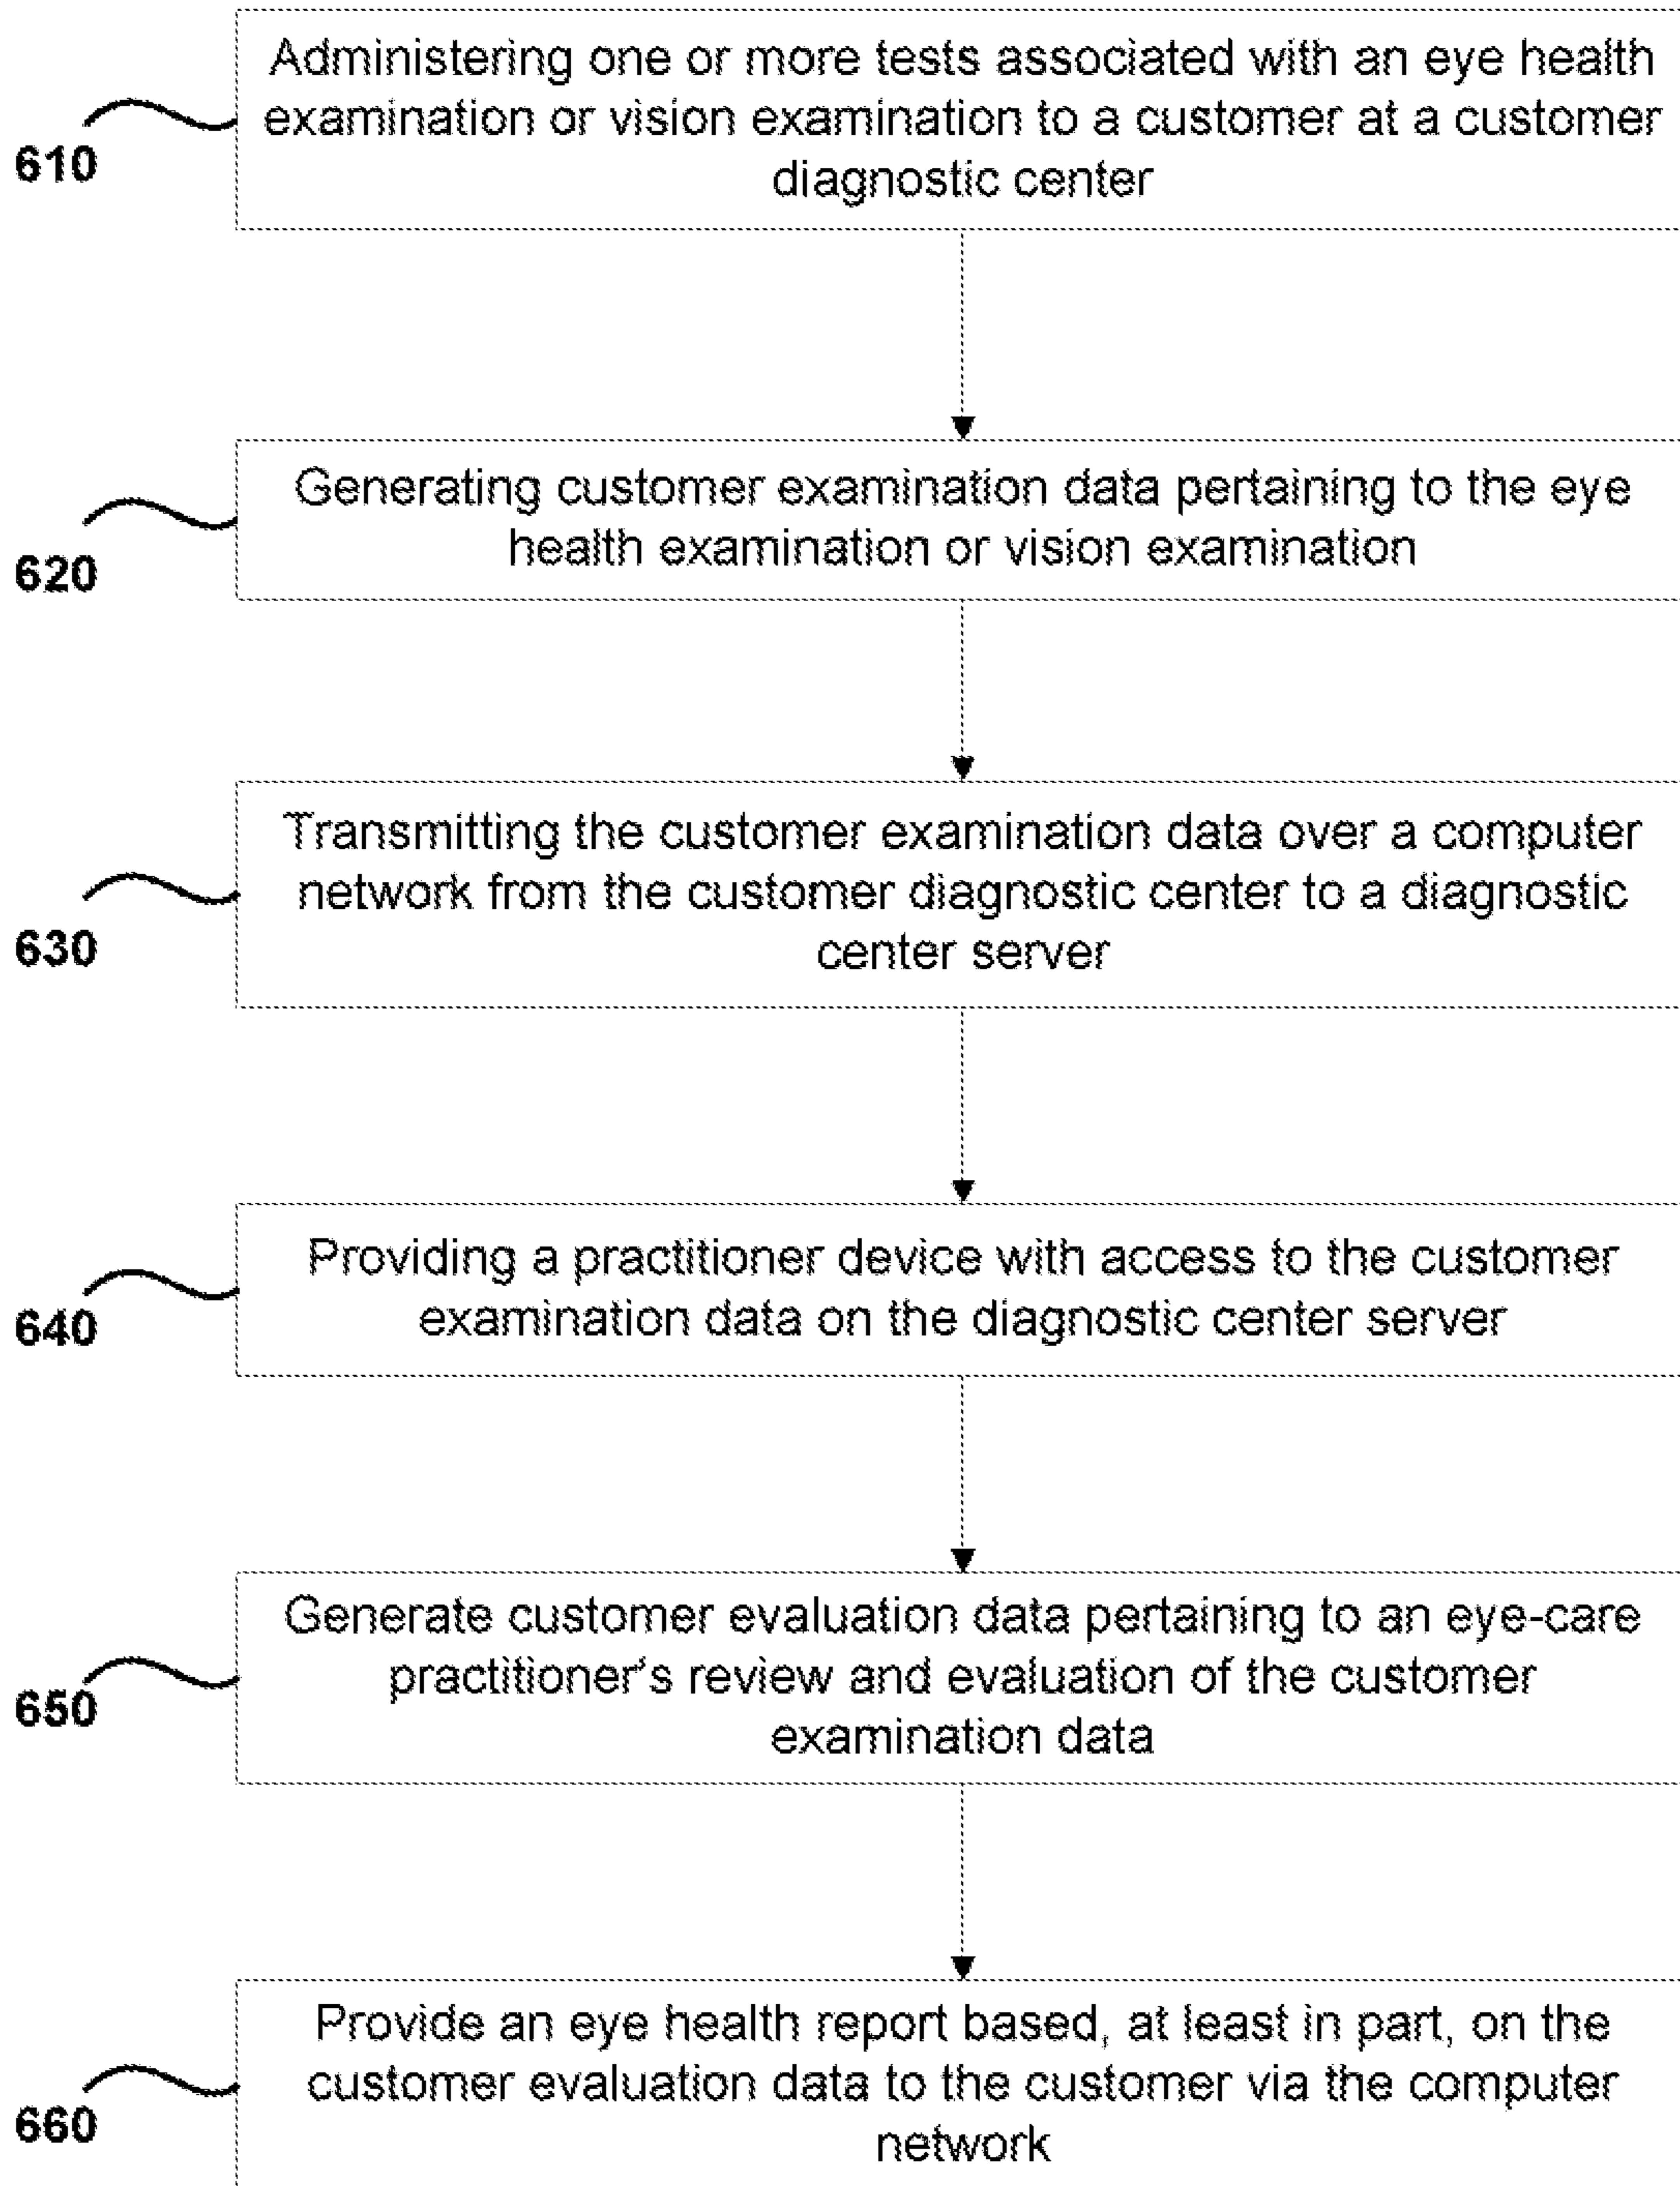 Administering one or more tests associated with an eye health
examination or vision examination to a customer at a customer
diagnostic center
610
Generating customer examination data pertaining to the eye
health examination or vision examination
620
Transmitting the customer examination data over a computer
network from the customer diagnostic center to a diagnostic
center server
630
Providing a practitioner device with access to the customer
examination data on the diagnostic center server
640
Generate customer evaluation data pertaining to an eye-care
practitioner's review and evaluation of the customer
examination data
650
Provide an eye health report based, at least in part, on the
customer evaluation data to the customer via the computer
network
660